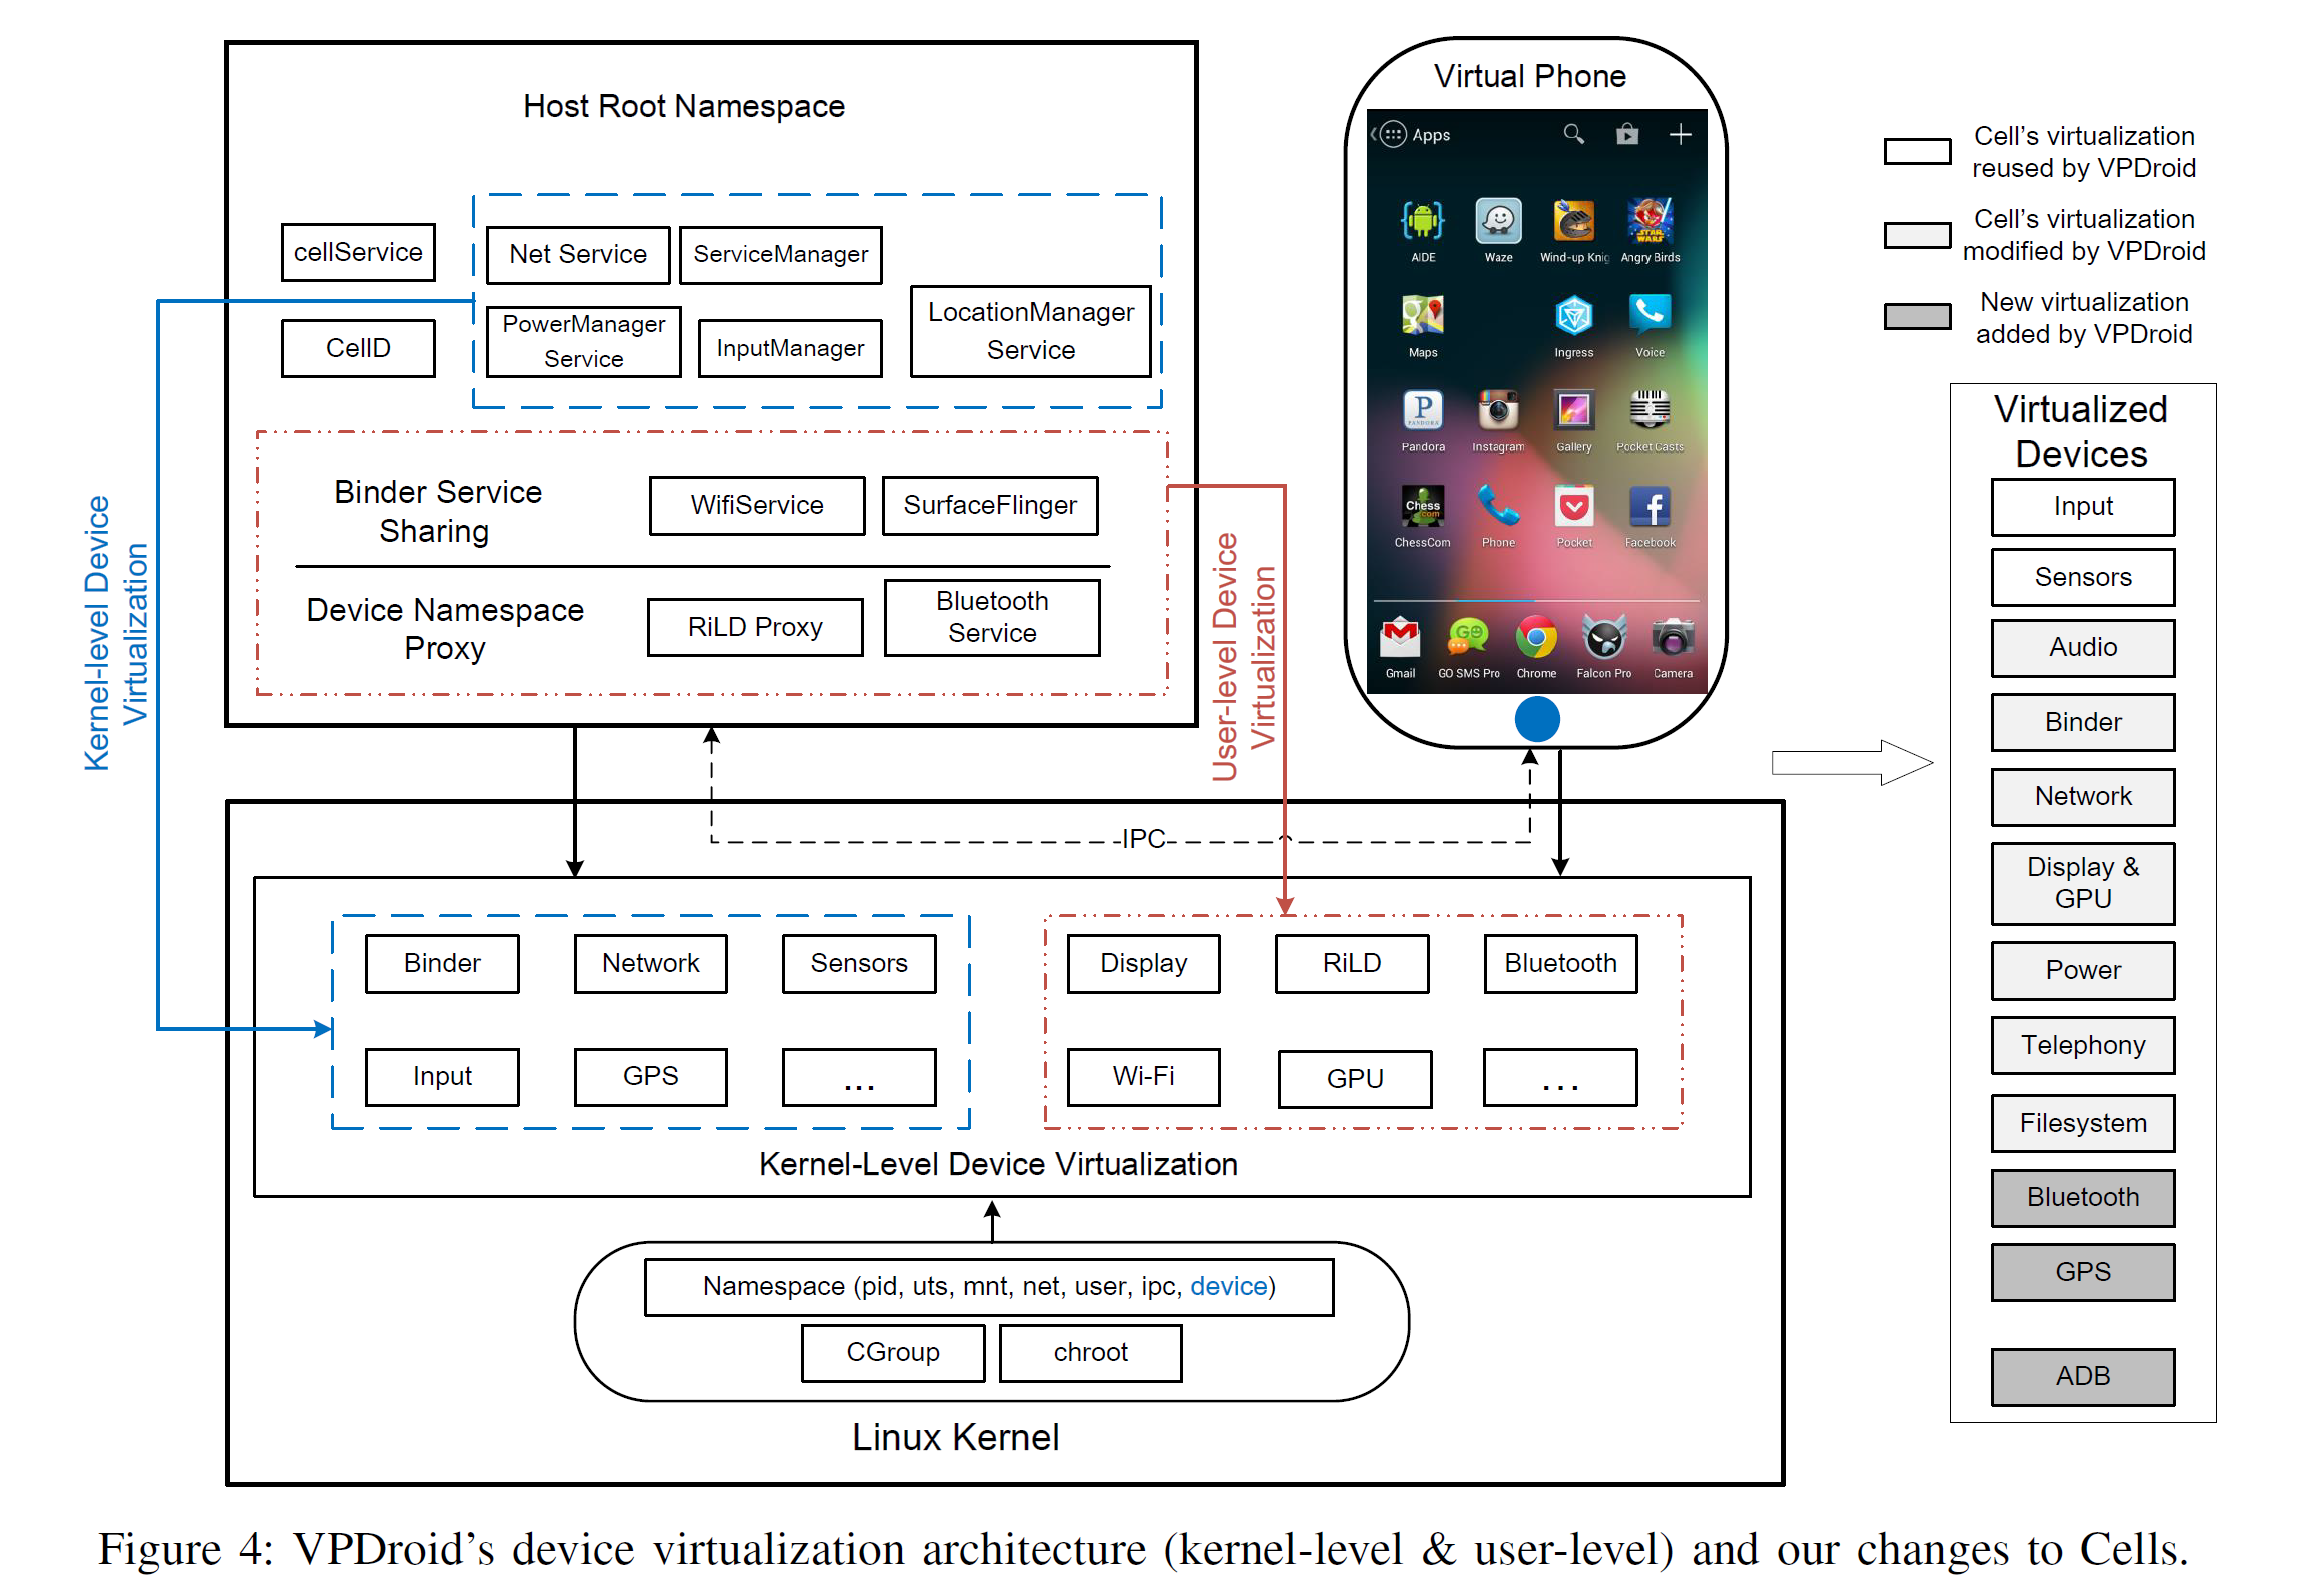 Host Root Namespace
cellService
Net Service
ServiceManager
CellD
PowerManager
Service
InputManager
LocationManager
Service
Binder Service
Sharing
WifiService
SurfaceFlinger
Device Namespace
Proxy
RiLD Proxy
Bluetooth
Service
Kernel-level Device
Virtualization
User-level Device
Virtualization
Virtual Phone
Apps
AIDE
Waze
Wind-up Knig
Angry Birds
Maps
Ingress
Voice
Pandora
Instagram
Gallery
Pocket Casts
ChessCom
Phone
Pocket
Facebook
Gmail
GO SMS Pro
Chrome
Falcon Pro
Camera
IPC
Binder
Network
Sensors
Input
GPS
...
Display
RiLD
Bluetooth
Wi-Fi
GPU
...
Kernel-Level Device Virtualization
Namespace (pid, uts, mnt, net, user, ipc, device)
CGroup
chroot
Linux Kernel
Cell's virtualization
reused by VPDroid
Cell's virtualization
modified by VPDroid
New virtualization
added by VPDroid
Virtualized
Devices
Input
Sensors
Audio
Binder
Network
Display &
GPU
Power
Telephony
Filesystem
Bluetooth
GPS
ADB
Figure 4: VPDroid's device virtualization architecture (kernel-level & user-level) and our changes to Cells.